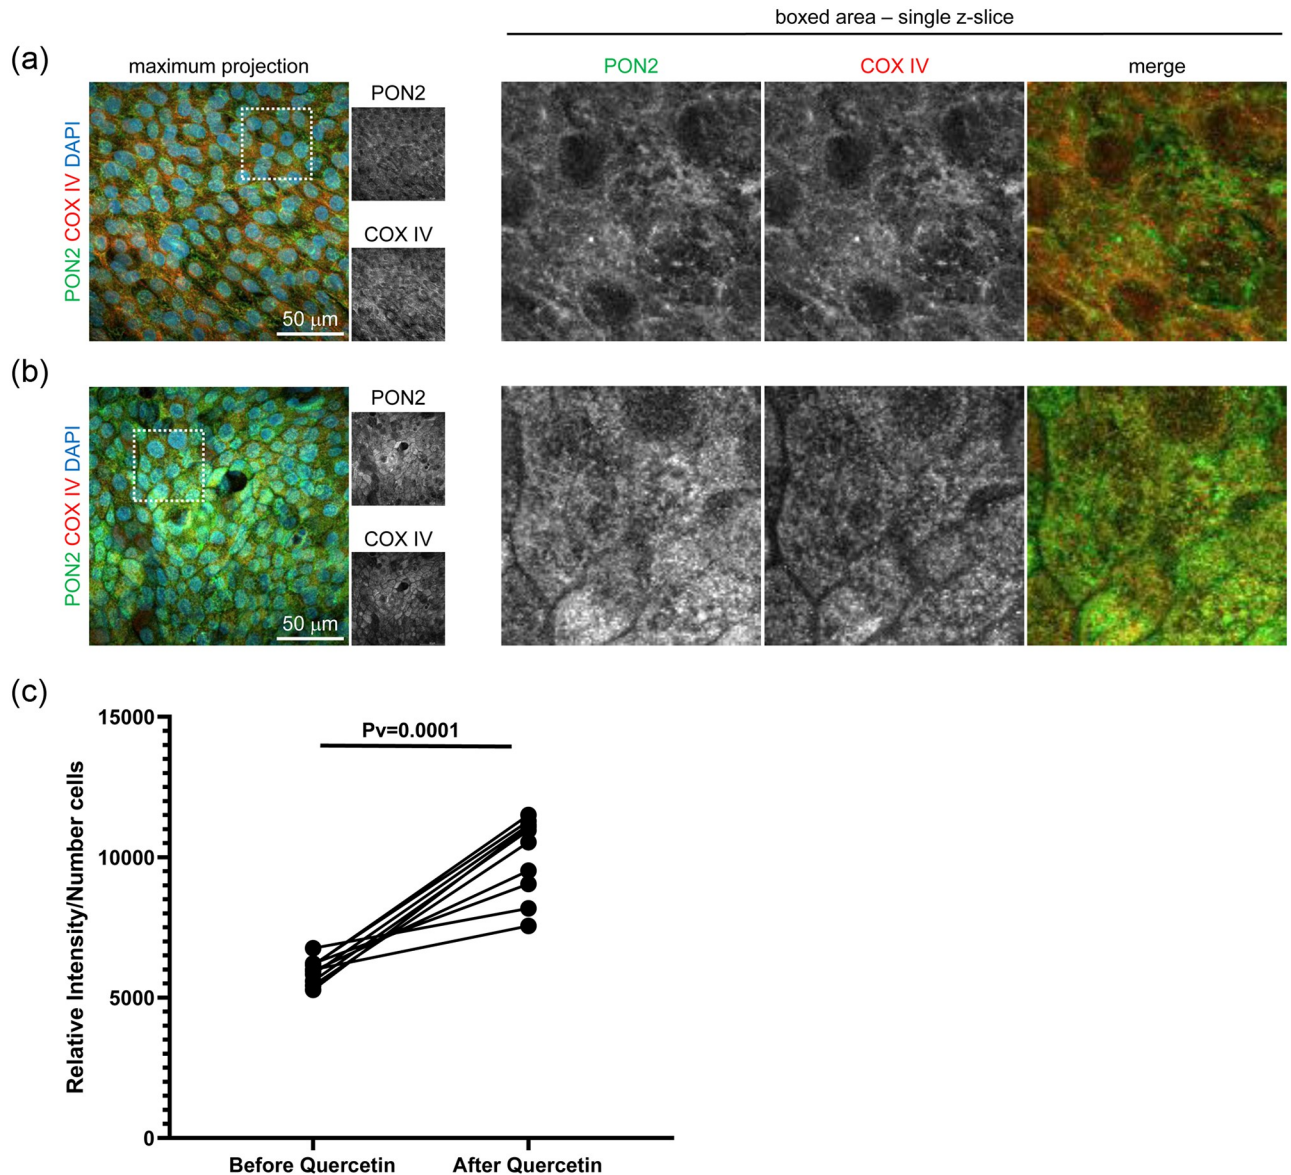 boxed area – single z-slice
(a)
maximum projection
PON2
COX IV
PON2
COX IV
merge
PON2 COX IV DAPI
50 μm
(b)
PON2
COX IV
PON2 COX IV DAPI
50 μm
(c)
Pv=0.0001
Relative Intensity/Number cells
15000
10000
5000
0
Before Quercetin
After Quercetin